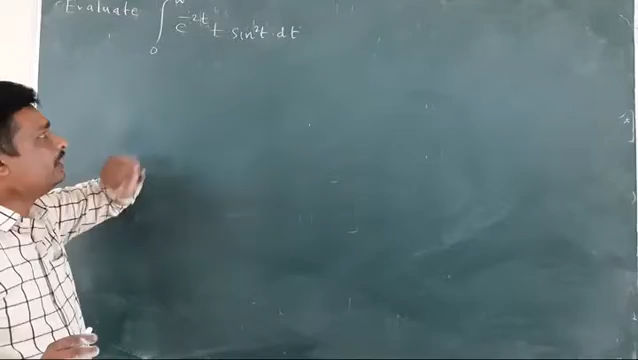 Evaluate ∫₀^∞ e^{-2t} t sin²t dt